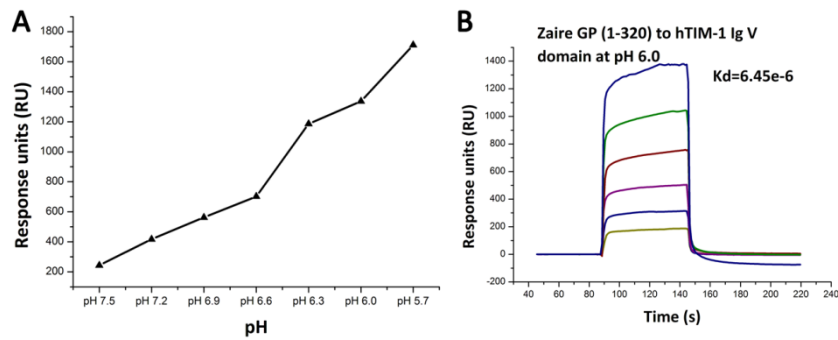 A
Response units (RU)
1800
1600
1400
1200
1000
800
600
400
200
pH 7.5 pH 7.2 pH 6.9 pH 6.6 pH 6.3 pH 6.0 pH 5.7
pH
B
Zaire GP (1-320) to hTIM-1 Ig V
domain at pH 6.0
Kd=6.45e-6
Response units (RU)
1400
1200
1000
800
600
400
200
0
-200
40 60 80 100 120 140 160 180 200 220 240
Time (s)